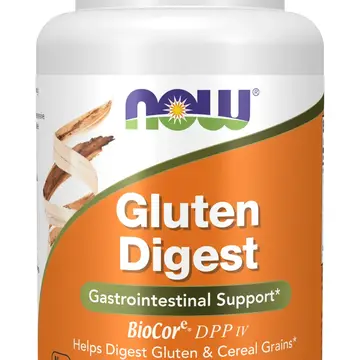 NOW®
Gluten
Digest
Gastrointestinal Support*
BioCore® DPP IV
Helps Digest Gluten & Cereal Grains*